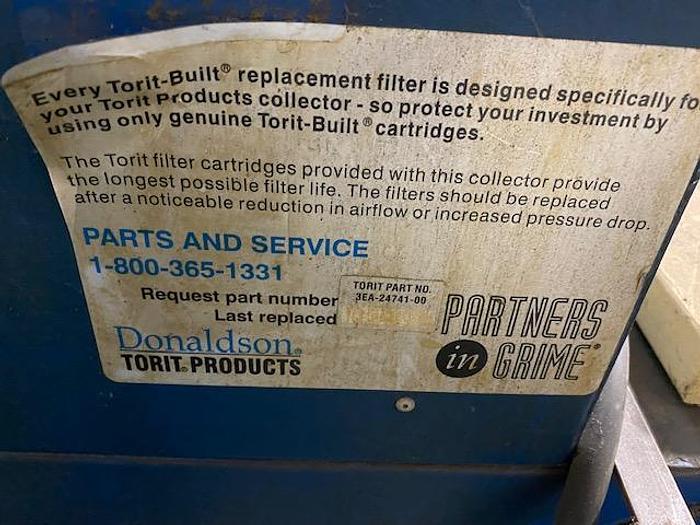 Every Torit-Built® replacement filter is designed specifically fo
your Torit Products collector - so protect your investment by
using only genuine Torit-Built® cartridges.
The Torit filter cartridges provided with this collector provide
the longest possible filter life. The filters should be replaced
after a noticeable reduction in airflow or increased pressure drop.
PARTS AND SERVICE
1-800-365-1331
TORIT PART NO.
Request part number 3EA-24741-00
Last replaced
Donaldson®
TORIT® PRODUCTS
PARTNERS
in GRIME®